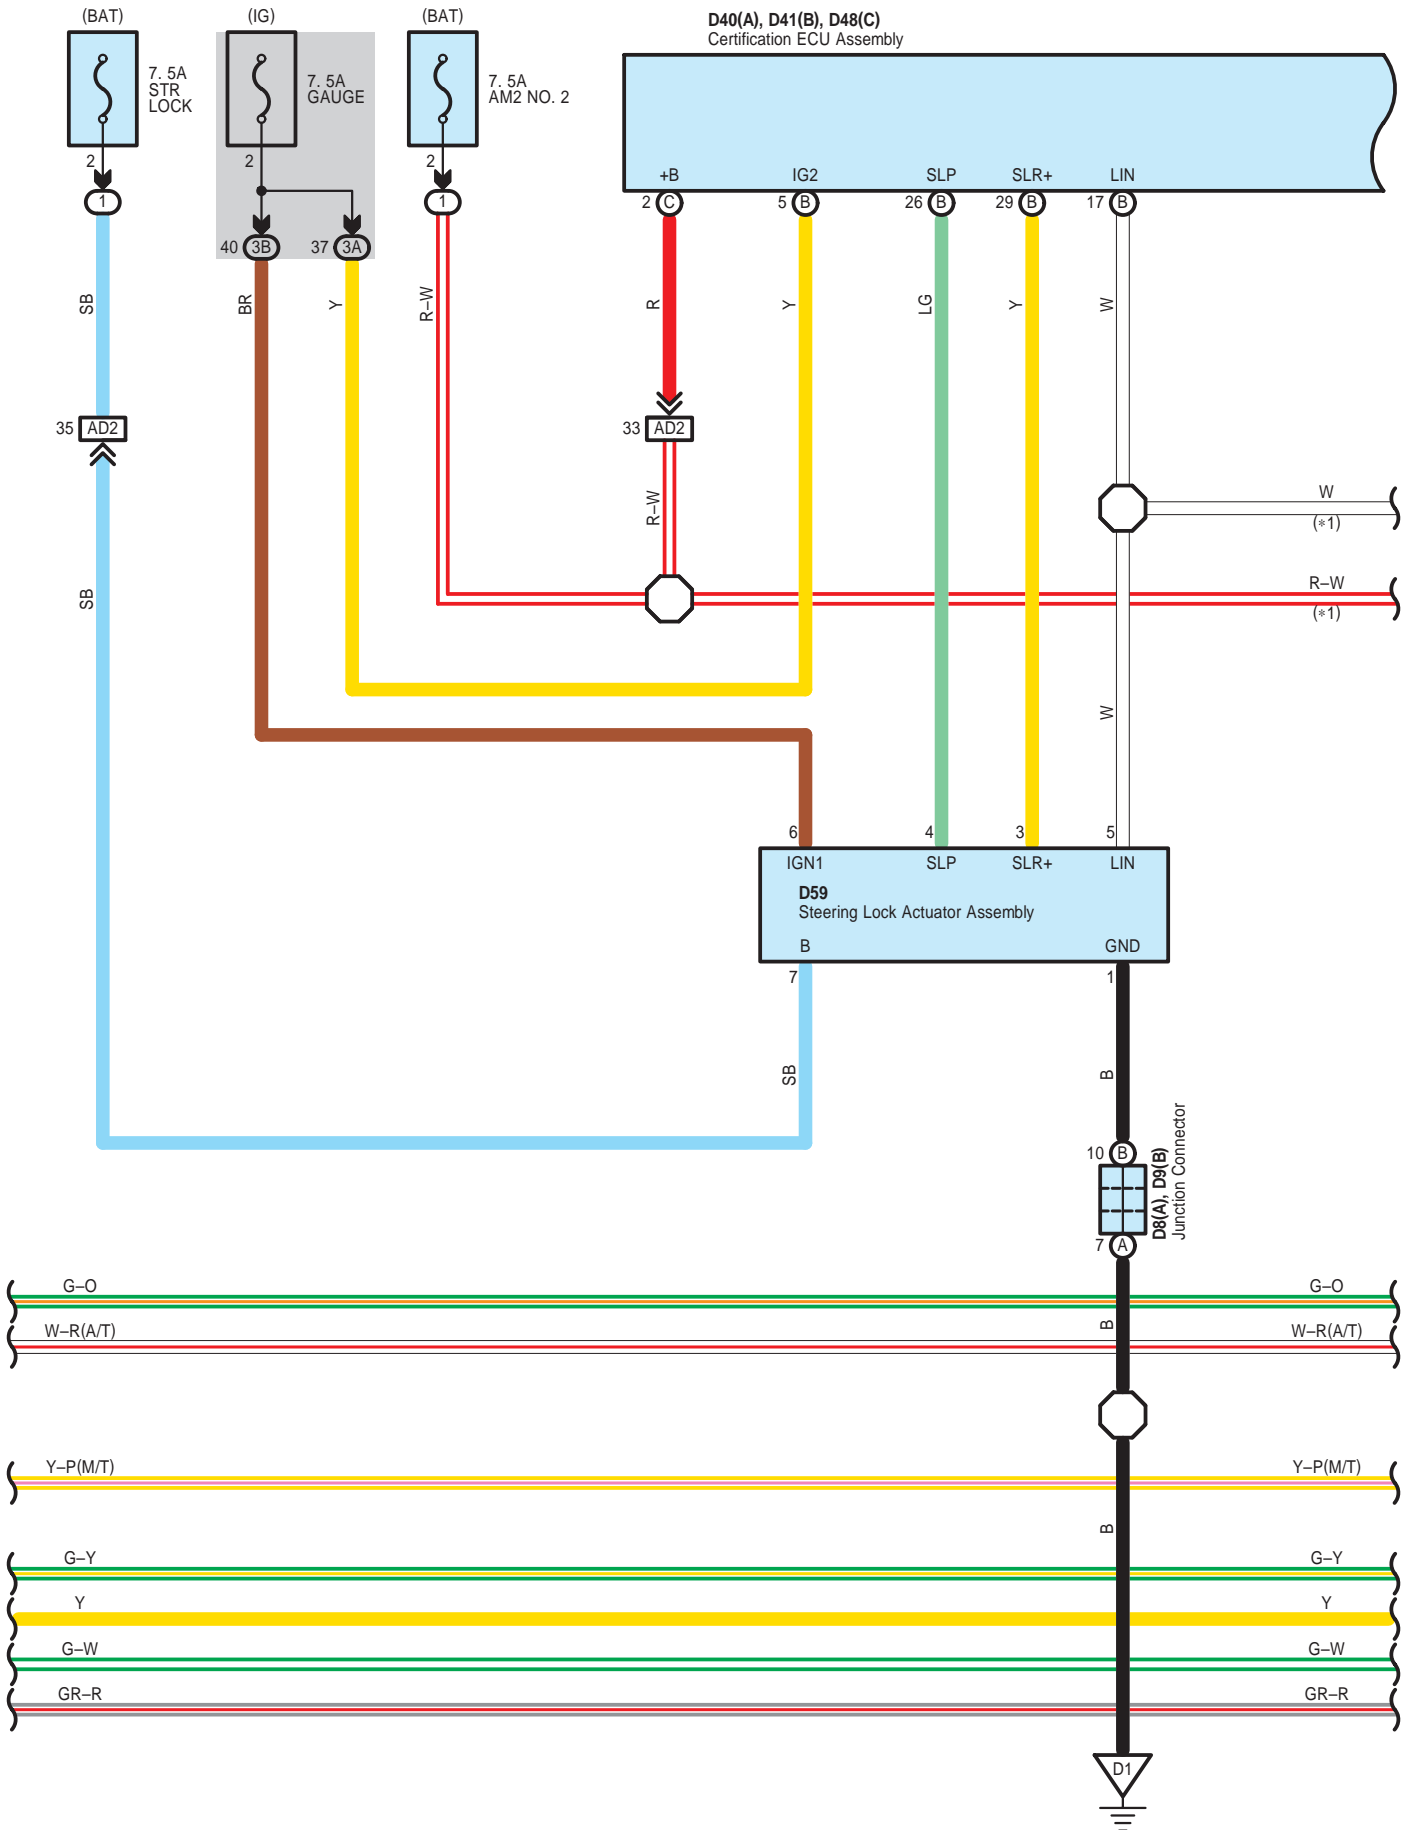 (BAT)
(IG)
(BAT)
D40(A), D41(B), D48(C)
Certification ECU Assembly
7. 5A
STR
LOCK
7. 5A
GAUGE
7. 5A
AM2 NO. 2
2
2
2
+B
IG2
SLP
SLR+
LIN
1
1
2 C
5 B
26 B
29 B
17 B
40 3B
37 3A
SB
BR
Y
R–W
R
Y
LG
Y
W
35 AD2
33 AD2
R–W
W
(*1)
SB
R–W
(*1)
W
6
4
3
5
IGN1
SLP
SLR+
LIN
D59
Steering Lock Actuator Assembly
B
GND
7
1
SB
B
10 B
D8(A), D9(B)
Junction Connector
7 A
G–O
G–O
B
W–R(A/T)
W–R(A/T)
Y–P(M/T)
Y–P(M/T)
B
G–Y
G–Y
Y
Y
G–W
G–W
GR–R
GR–R
D1